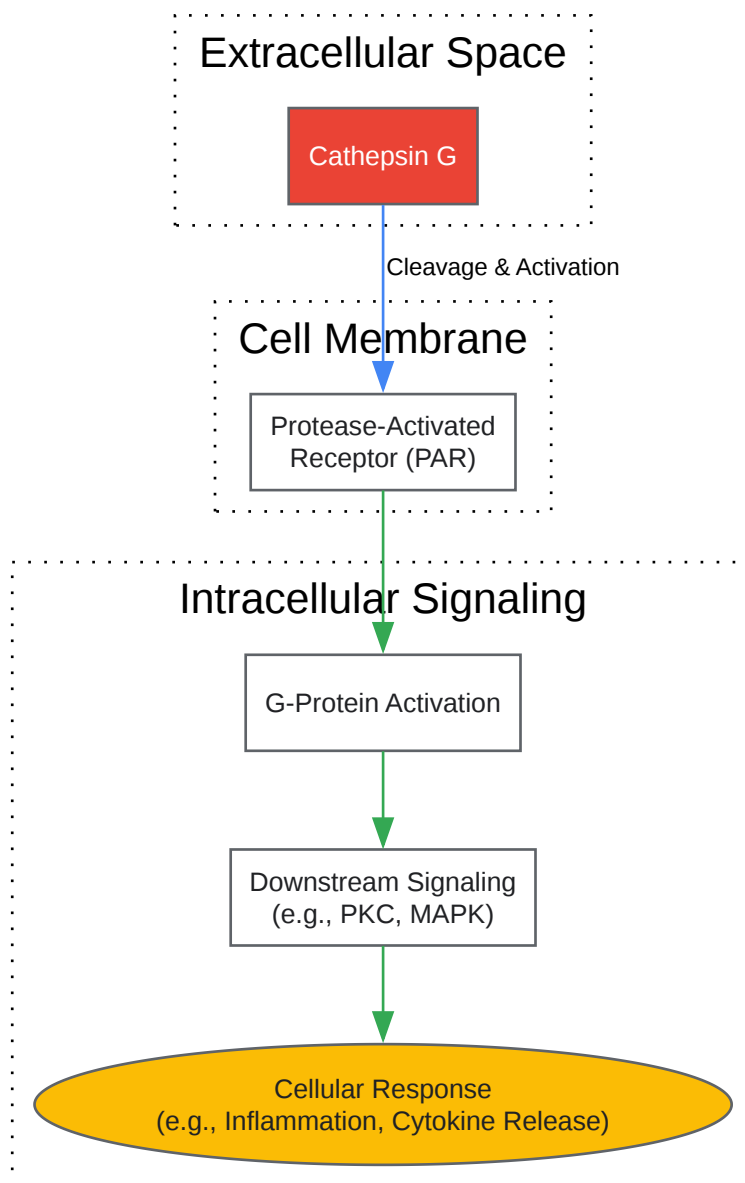 Extracellular Space
Cathepsin G
Cleavage & Activation
Cell Membrane
Protease-Activated
Receptor (PAR)
Intracellular Signaling
G-Protein Activation
Downstream Signaling
(e.g., PKC, MAPK)
Cellular Response
(e.g., Inflammation, Cytokine Release)